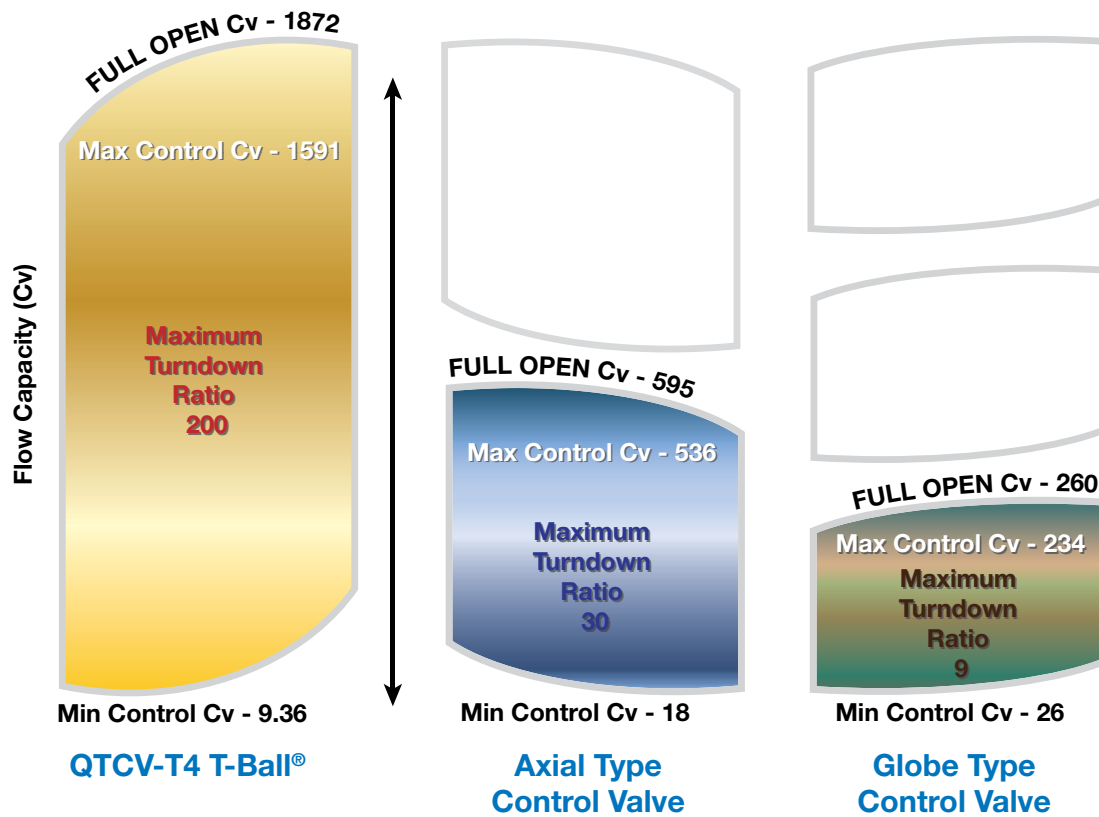 FULL OPEN Cv - 1872
Max Control Cv - 1591
Flow Capacity (Cv)
Maximum
Turndown
Ratio
200
Min Control Cv - 9.36
QTCV-T4 T-Ball®
FULL OPEN Cv - 595
Max Control Cv - 536
Maximum
Turndown
Ratio
30
Min Control Cv - 18
Axial Type
Control Valve
FULL OPEN Cv - 260
Max Control Cv - 234
Maximum
Turndown
Ratio
9
Min Control Cv - 26
Globe Type
Control Valve